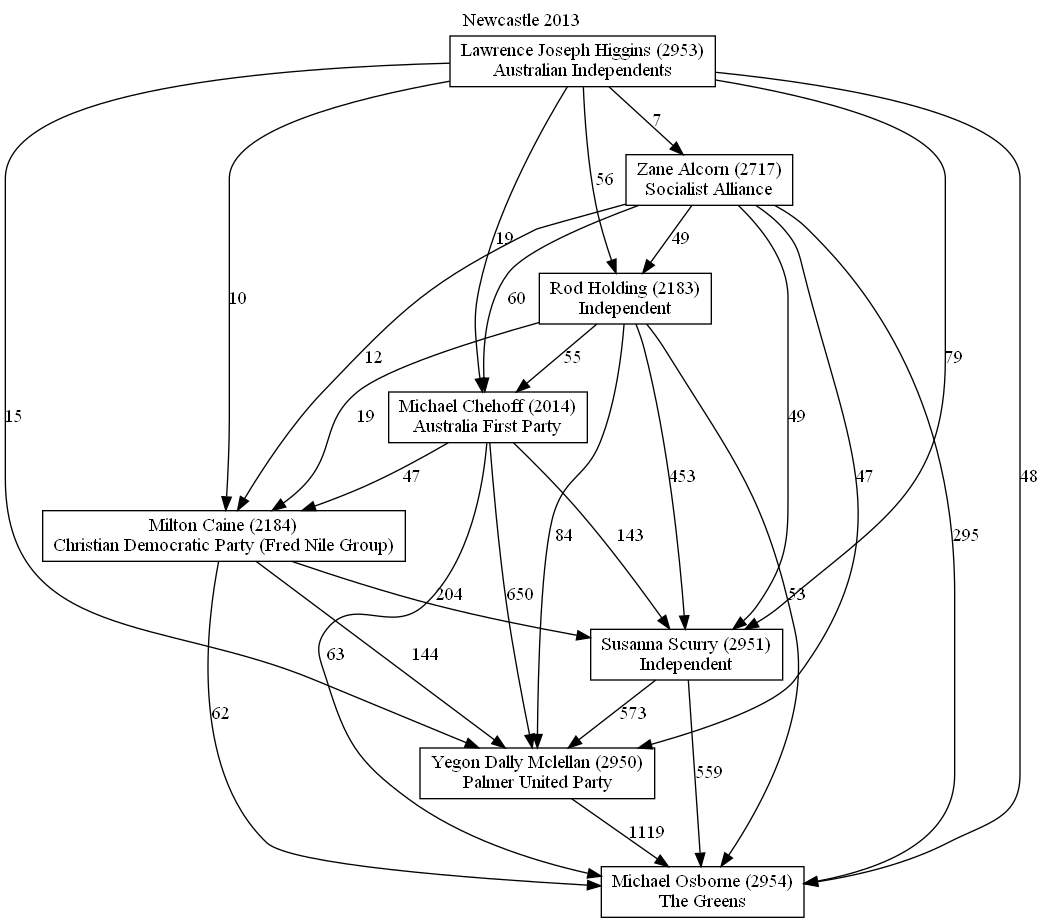 Newcastle 2013
Lawrence Joseph Higgins (2953)
Australian Independents
7
Zane Alcorn (2717)
Socialist Alliance
56
19
49
Rod Holding (2183)
Independent
10
60
12
55
79
Michael Chehoff (2014)
Australia First Party
15
19
49
47
453
47
48
Milton Caine (2184)
Christian Democratic Party (Fred Nile Group)
84
143
295
204
650
53
Susanna Scurry (2951)
Independent
63
144
62
573
Yegon Dally Mclellan (2950)
Palmer United Party
559
1119
Michael Osborne (2954)
The Greens